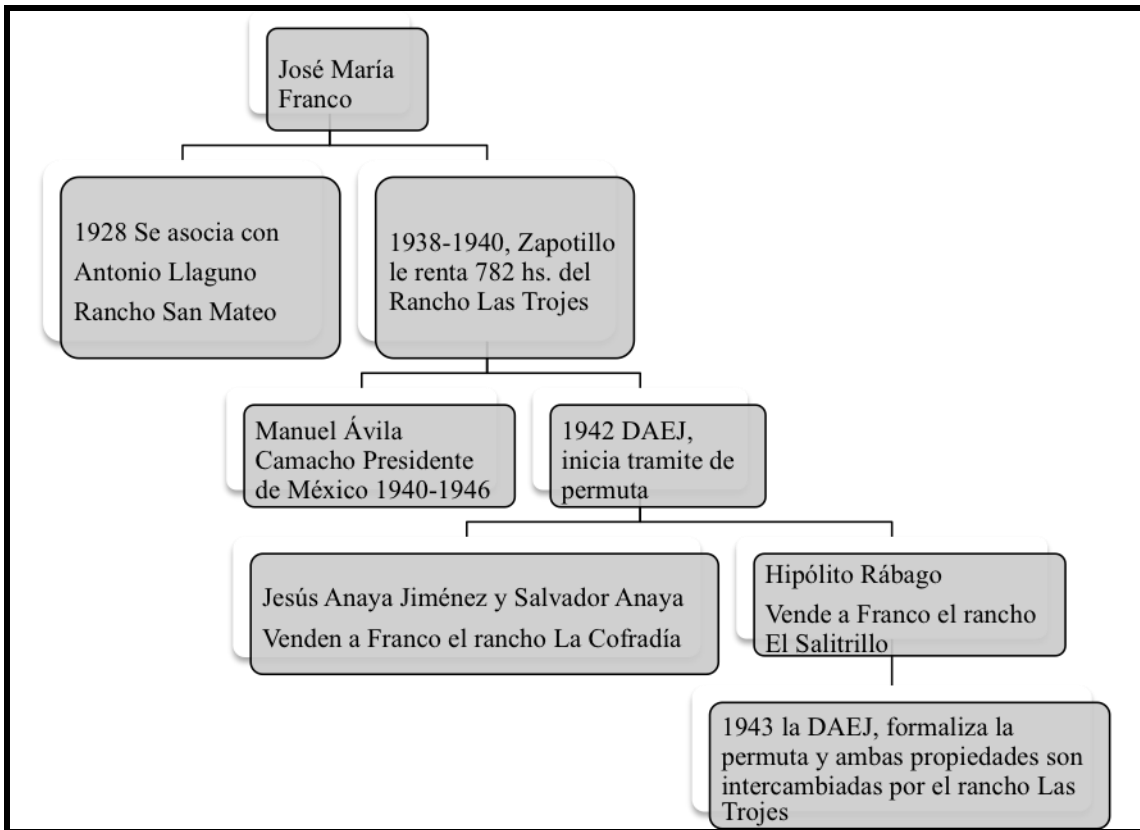 José María
Franco
1928 Se asocia con
Antonio Llaguno
Rancho San Mateo
1938-1940, Zapotillo
le renta 782 hs. del
Rancho Las Trojes
Manuel Ávila
Camacho Presidente
de México 1940-1946
1942 DAEJ,
inicia tramite de
permuta
Jesús Anaya Jiménez y Salvador Anaya
Venden a Franco el rancho La Cofradía
Hipólito Rábago
Vende a Franco el rancho
El Salitrillo
1943 la DAEJ, formaliza la
permuta y ambas propiedades son
intercambiadas por el rancho Las
Trojes